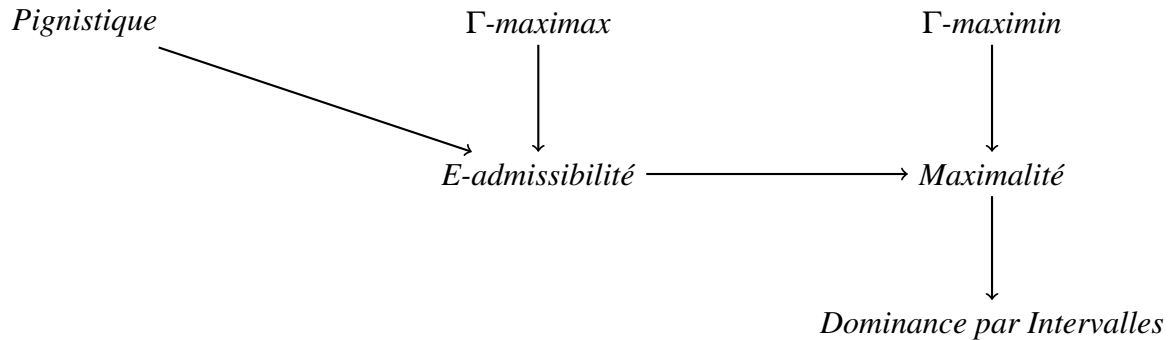 Pignistique
Γ-maximax
Γ-maximin
E-admissibilité
Maximalité
Dominance par Intervalles